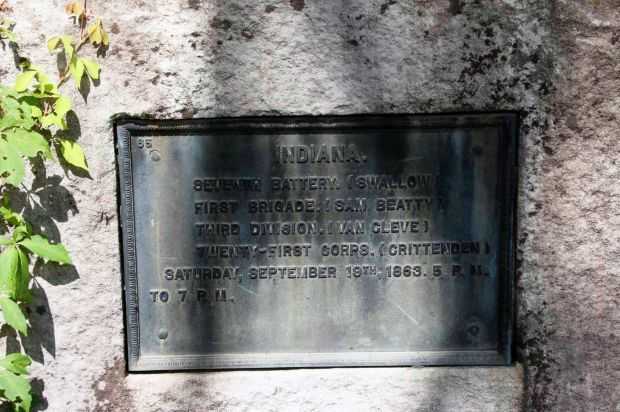 65
INDIANA.
SEVENTH BATTERY. (SWALLOW)
FIRST BRIGADE. (SAM. BEATTY)
THIRD DIVISION. (VAN CLEVE)
TWENTY-FIRST CORPS. (CRITTENDEN)
SATURDAY, SEPTEMBER 19TH, 1863. 5 P.M.
TO 7 P.M.